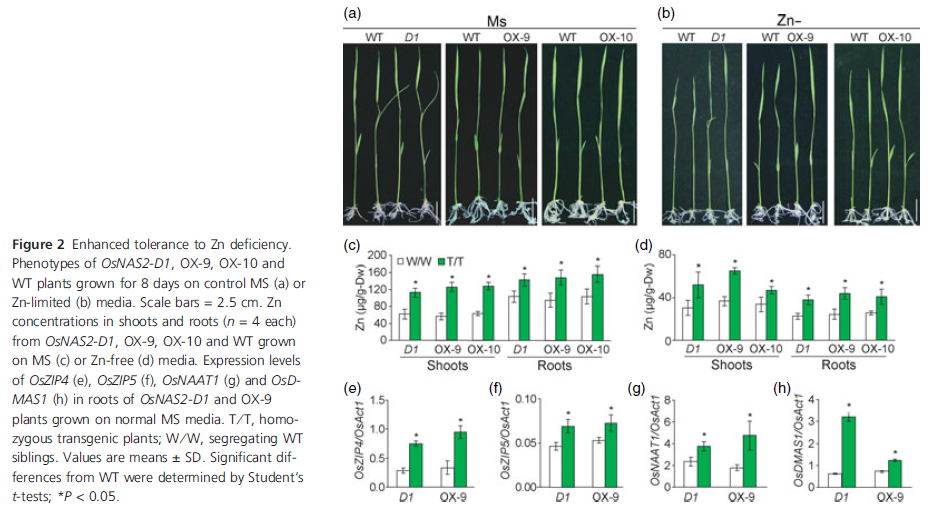 (a)
Ms
WT D1 WT OX-9 WT OX-10
(b)
Zn–
WT D1 WT OX-9 WT OX-10
Figure 2 Enhanced tolerance to Zn deficiency.
Phenotypes of OsNAS2-D1, OX-9, OX-10 and
WT plants grown for 8 days on control MS (a) or
Zn-limited (b) media. Scale bars = 2.5 cm. Zn
concentrations in shoots and roots (n = 4 each)
from OsNAS2-D1, OX-9, OX-10 and WT grown
on MS (c) or Zn-free (d) media. Expression levels
of OsZIP4 (e), OsZIP5 (f), OsNAAT1 (g) and OsD-
MAS1 (h) in roots of OsNAS2-D1 and OX-9
plants grown on normal MS media. T/T, homo-
zygous transgenic plants; W/W, segregating WT
siblings. Values are means ± SD. Significant dif-
ferences from WT were determined by Student's
t-tests; *P < 0.05.
(c)
Zn (μg/g-Dw)
200
160
120
80
40
W/W T/T
* * * * * *
D1 OX-9 OX-10 D1 OX-9 OX-10
Shoots Roots
(d)
Zn (μg/g-Dw)
80
40
0
* * * * * *
D1 OX-9 OX-10 D1 OX-9 OX-10
Shoots Roots
(e)
OsZIP4/OsAct1
1.5
1.0
0.5
0.0
* *
D1 OX-9
(f)
OsZIP5/OsAct1
0.10
0.05
0.00
* *
D1 OX-9
(g)
OsNAAT1/OsAct1
8
6
4
2
0
* *
D1 OX-9
(h)
OsDMAS1/OsAct1
4
3
2
1
0
* *
D1 OX-9